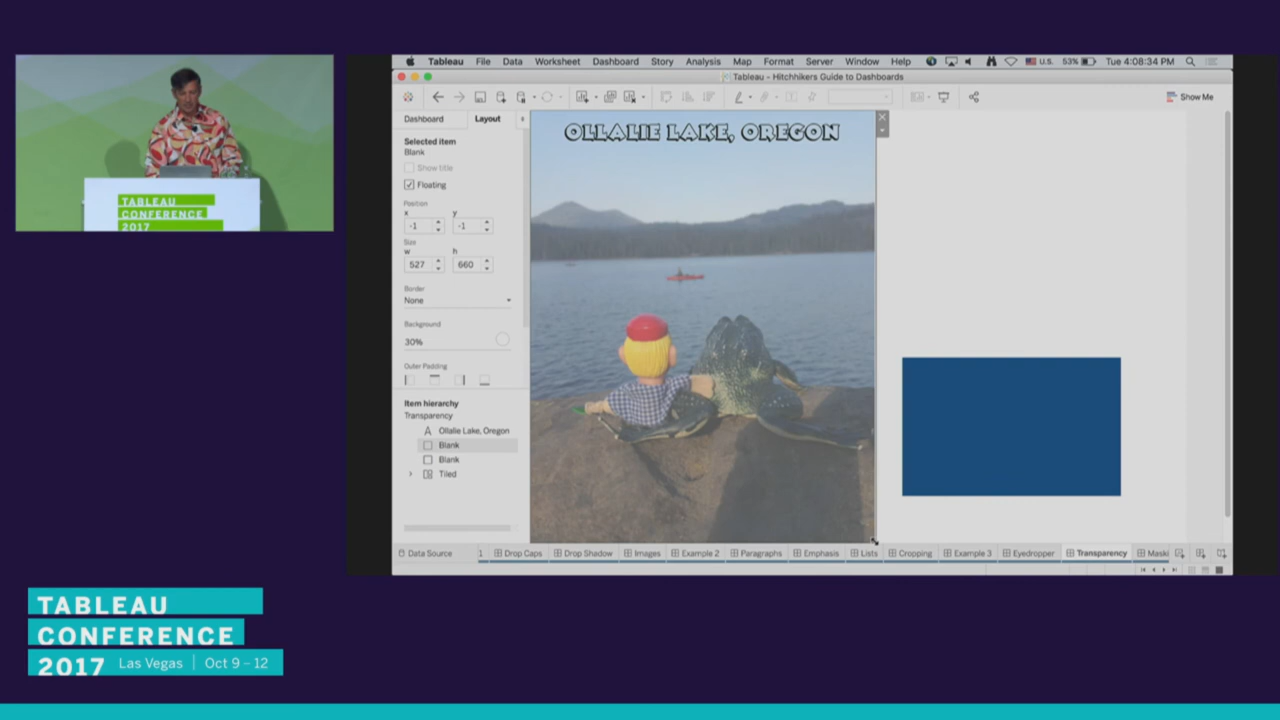 TABLEAU
CONFERENCE
2017
Tableau File Data Worksheet Dashboard Story Analysis Map Format Server Window Help U.S. 53% Tue 4:08:34 PM
Tableau - Hitchhikers Guide to Dashboards
Show Me
Dashboard Layout
OLLALIE LAKE, OREGON
Selected item
Blank
Show title
Floating
Position
x y
-1 -1
Size
w h
527 660
Border
None
Background
30%
Outer Padding
Item hierarchy
Transparency
A Ollalie Lake, Oregon
Blank
Blank
Tiled
Data Source 1 Drop Caps Drop Shadow Images Example 2 Paragraphs Emphasis Lists Cropping Example 3 Eyedropper Transparency Maski
TABLEAU
CONFERENCE
2017 Las Vegas | Oct 9 - 12